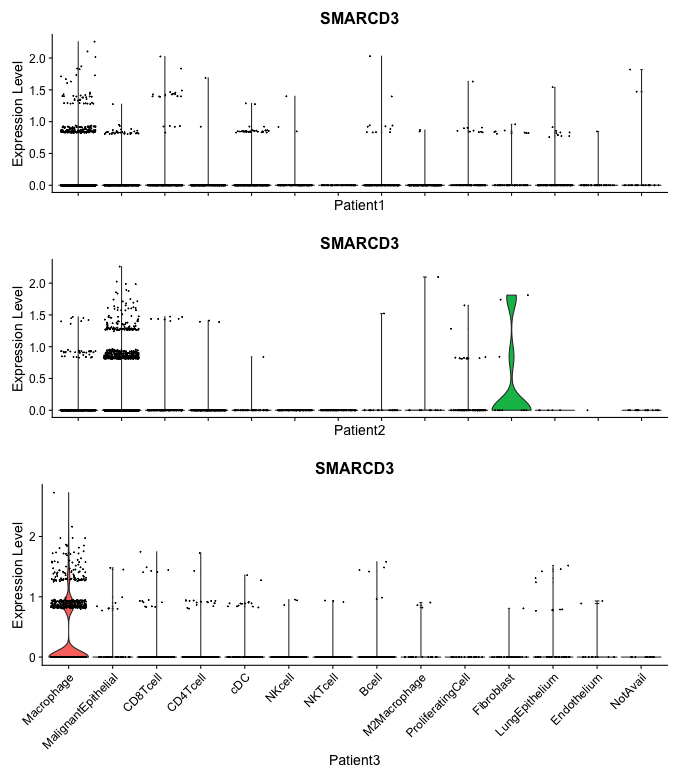 SMARCD3
Expression Level
2.0
1.5
1.0
0.5
0.0
Patient1
SMARCD3
Expression Level
2.0
1.5
1.0
0.5
0.0
Patient2
SMARCD3
Expression Level
2
1
0
Macrophage
MalignantEpithelial
CD8Tcell
CD4Tcell
cDC
NKcell
NKTcell
Bcell
M2Macrophage
ProliferatingCell
Fibroblast
LungEpithelium
Endothelium
NotAvail
Patient3